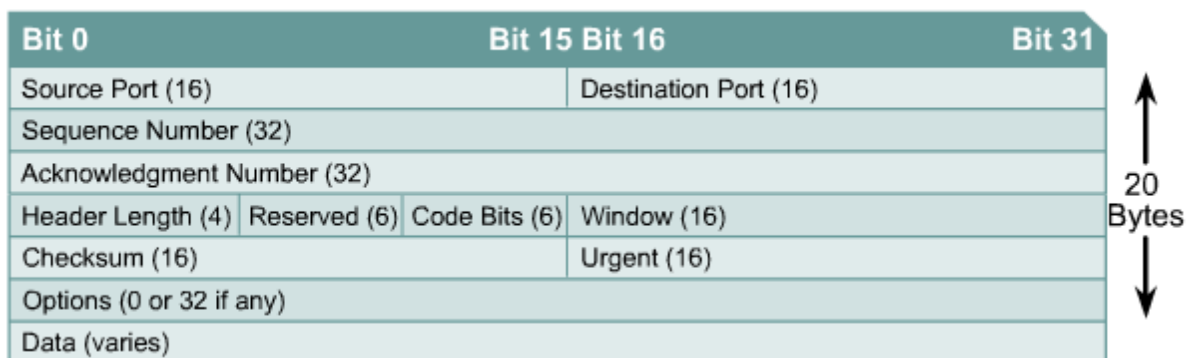 Bit 0 Bit 15 Bit 16 Bit 31
Source Port (16) Destination Port (16)
Sequence Number (32)
Acknowledgment Number (32)
Header Length (4) Reserved (6) Code Bits (6) Window (16)
Checksum (16) Urgent (16)
Options (0 or 32 if any)
Data (varies)
20
Bytes